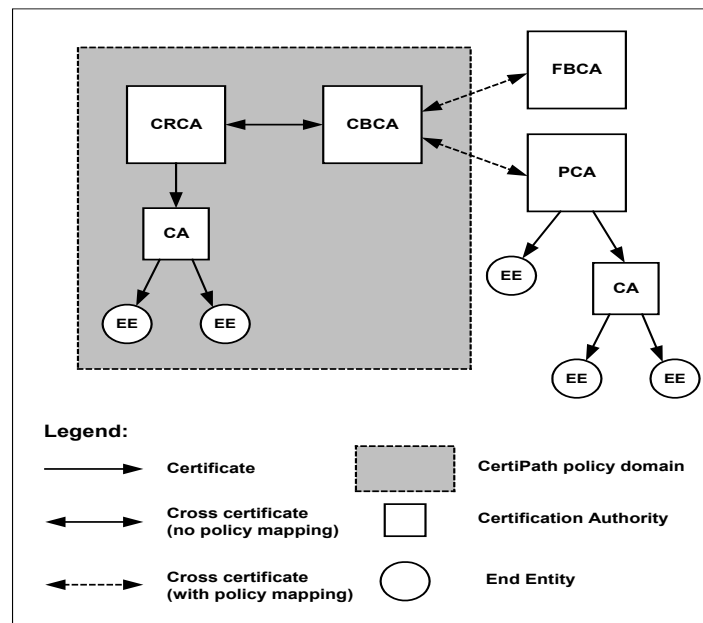 FBCA
CRCA
CBCA
PCA
CA
EE
CA
EE
EE
EE
EE
Legend:
Certificate
CertiPath policy domain
Cross certificate
(no policy mapping)
Certification Authority
Cross certificate
(with policy mapping)
End Entity